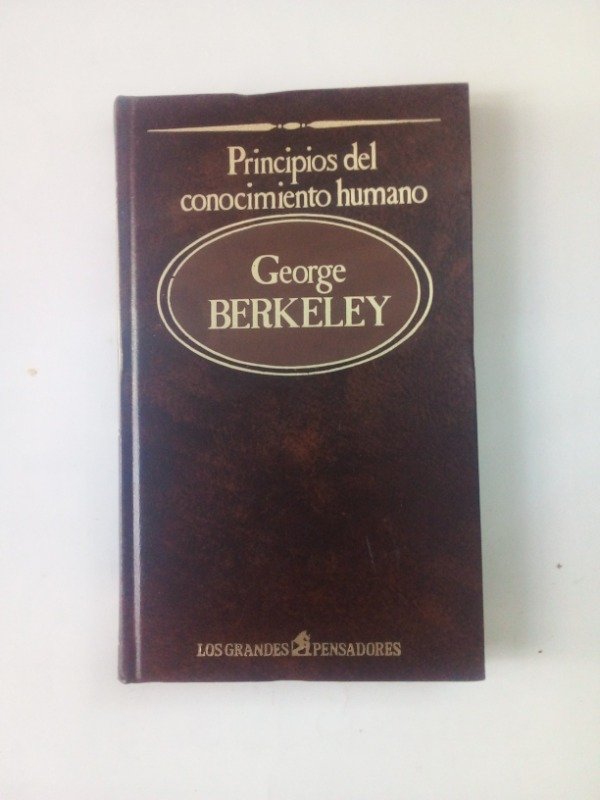 Principios del
conocimiento humano
George
BERKELEY
LOS GRANDES PENSADORES